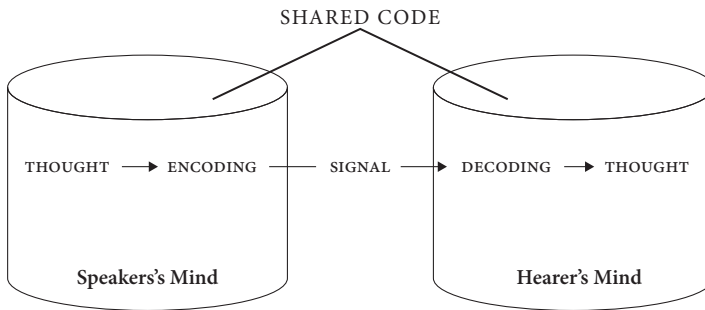 SHARED CODE
THOUGHT ENCODING SIGNAL DECODING THOUGHT
Speakers's Mind Hearer's Mind